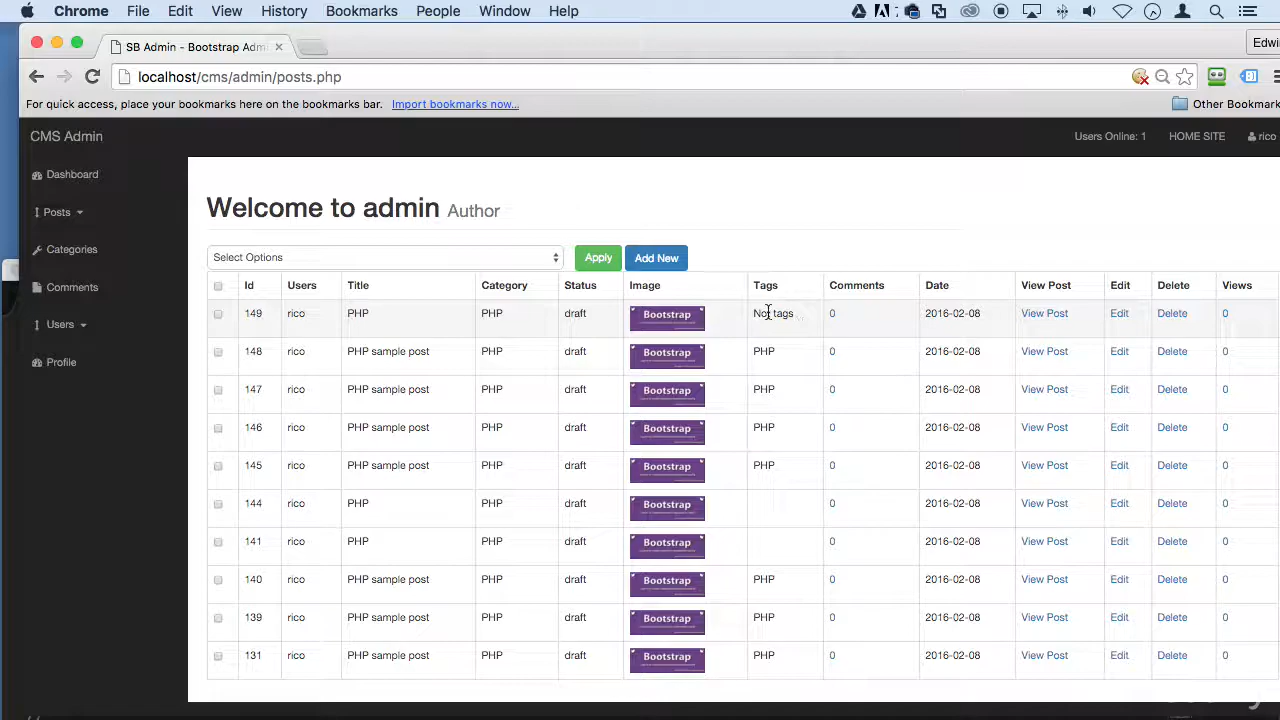 Chrome File Edit View History Bookmarks People Window Help
SB Admin - Bootstrap Admi
Edwi
localhost/cms/admin/posts.php
For quick access, place your bookmarks here on the bookmarks bar. Import bookmarks now... Other Bookmark
CMS Admin Users Online: 1 HOME SITE rico
Dashboard
Posts
Categories
Comments
Users
Profile
Welcome to admin Author
Select Options Apply Add New
Id Users Title Category Status Image Tags Comments Date View Post Edit Delete Views
149 rico PHP PHP draft Bootstrap No tags 0 2016-02-08 View Post Edit Delete 0
148 rico PHP sample post PHP draft Bootstrap PHP 0 2016-02-08 View Post Edit Delete 0
147 rico PHP sample post PHP draft Bootstrap PHP 0 2016-02-08 View Post Edit Delete 0
146 rico PHP sample post PHP draft Bootstrap PHP 0 2016-02-08 View Post Edit Delete 0
145 rico PHP sample post PHP draft Bootstrap PHP 0 2016-02-08 View Post Edit Delete 0
144 rico PHP PHP draft Bootstrap 0 2016-02-08 View Post Edit Delete 0
141 rico PHP sample post PHP draft Bootstrap 0 2016-02-08 View Post Edit Delete 0
140 rico PHP sample post PHP draft Bootstrap PHP 0 2016-02-08 View Post Edit Delete 0
139 rico PHP sample post PHP draft Bootstrap PHP 0 2016-02-08 View Post Edit Delete 0
131 rico PHP sample post PHP draft Bootstrap PHP 0 2016-02-08 View Post Edit Delete 0